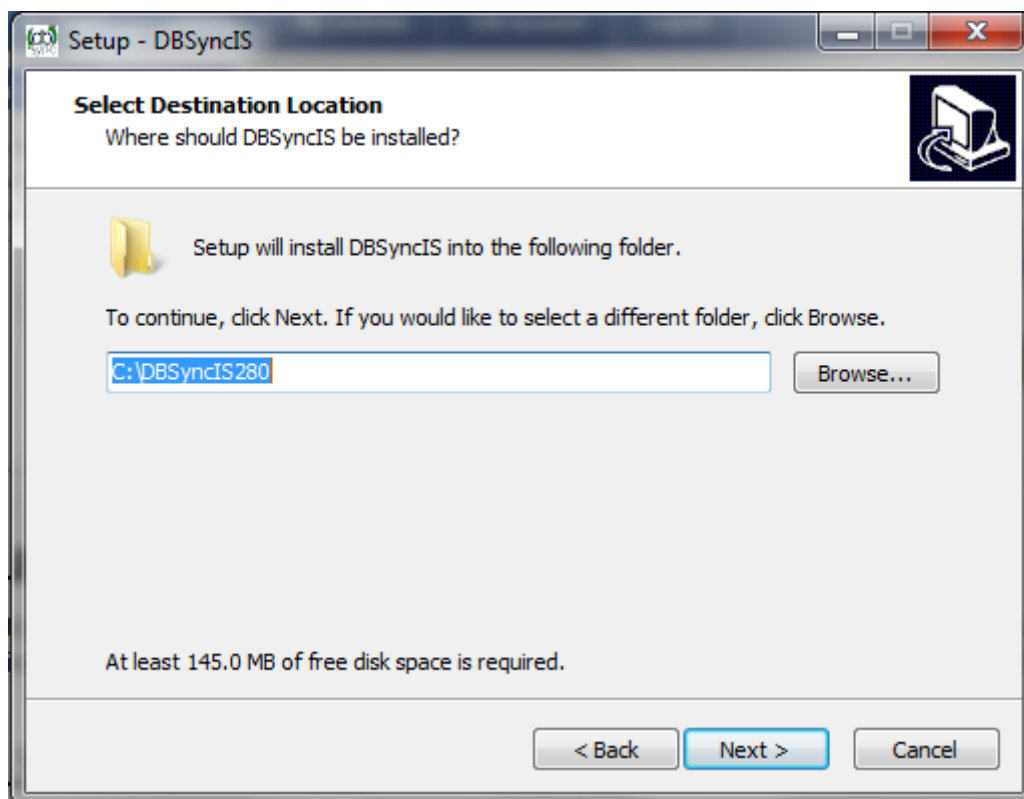 Setup - DBSyncIS
Select Destination Location
Where should DBSyncIS be installed?
Setup will install DBSyncIS into the following folder.
To continue, click Next. If you would like to select a different folder, click Browse.
C:\DBSyncIS280
Browse...
At least 145.0 MB of free disk space is required.
< Back
Next >
Cancel